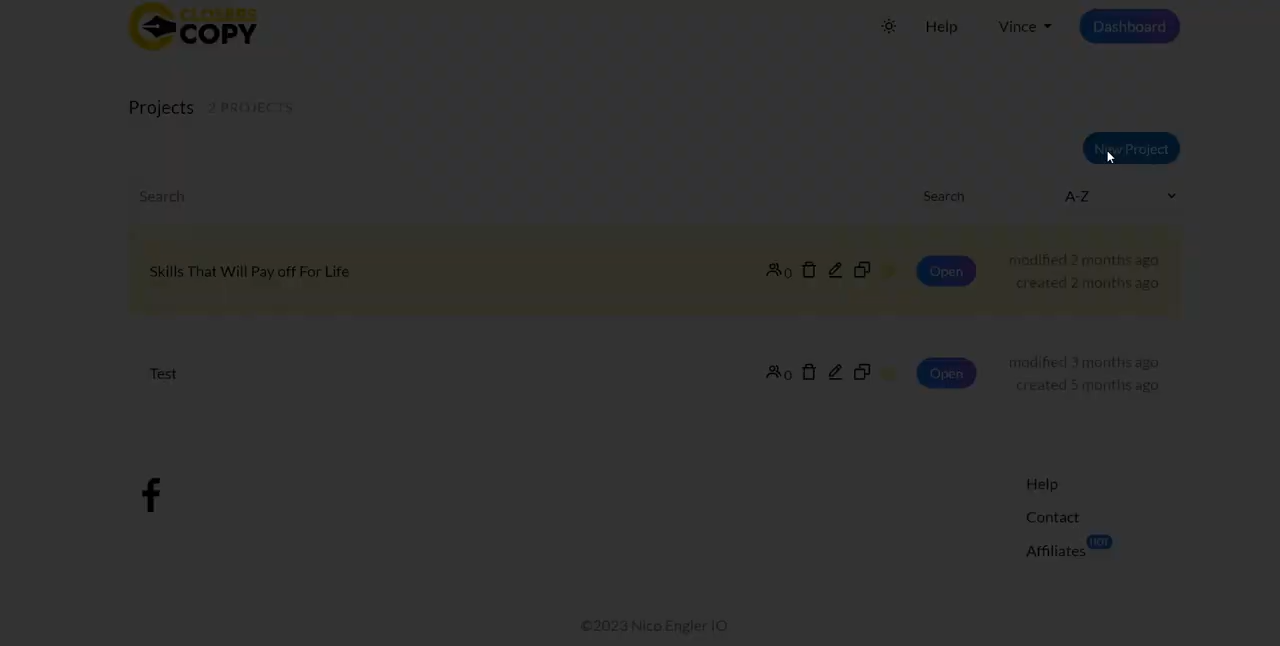 CLOSERS
COPY
Help
Vince
Dashboard
Projects 2 PROJECTS
New Project
Search
Search
A-Z
Skills That Will Pay off For Life
0
Open
modified 2 months ago
created 2 months ago
Test
0
Open
modified 3 months ago
created 5 months ago
Help
Contact
Affiliates HOT
©2023 Nico Engler IO